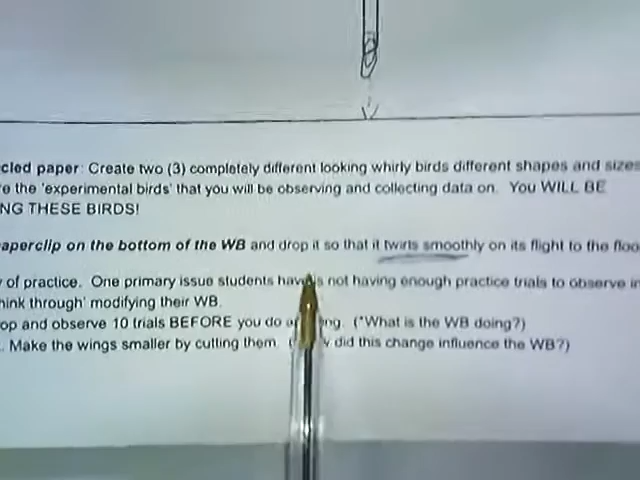 cled paper: Create two (3) completely different looking whirly birds different shapes and sizes
e the 'experimental birds' that you will be observing and collecting data on. You WILL BE
NG THESE BIRDS!
aperclip on the bottom of the WB and drop it so that it twirls smoothly on its flight to the floo
of practice. One primary issue students have is not having enough practice trials to observe in
hink through' modifying their WB.
op and observe 10 trials BEFORE you do ing. (*What is the WB doing?)
. Make the wings smaller by cutting them. ( did this change influence the WB?)